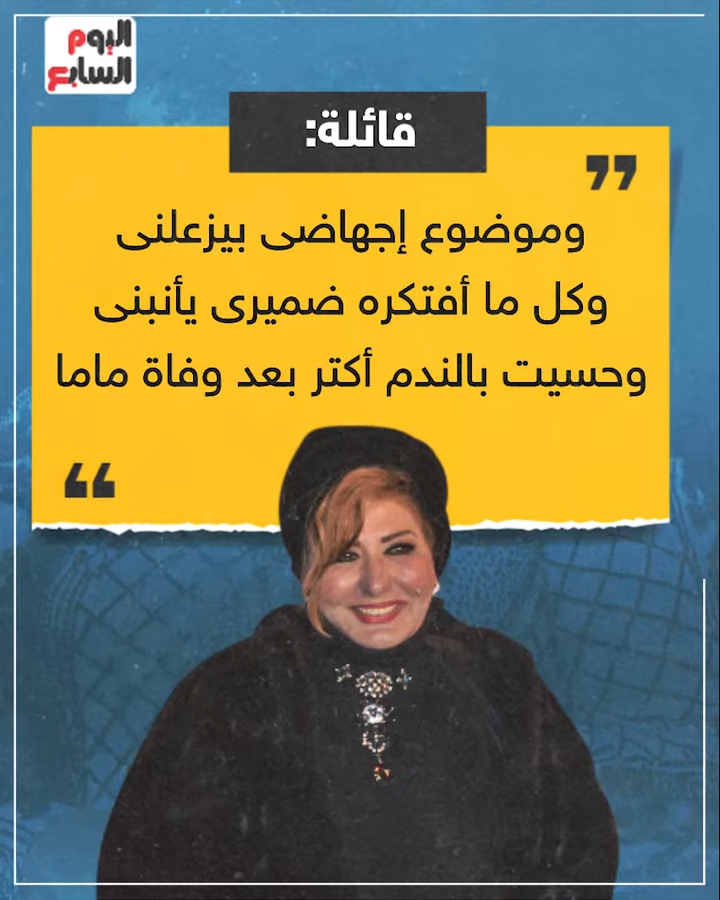 اليوم
السابع
قائلة:
”
وموضوع إجهاضى بيزعلنى
وكل ما أفتكره ضميرى يأنبنى
وحسيت بالندم أكتر بعد وفاة ماما
“